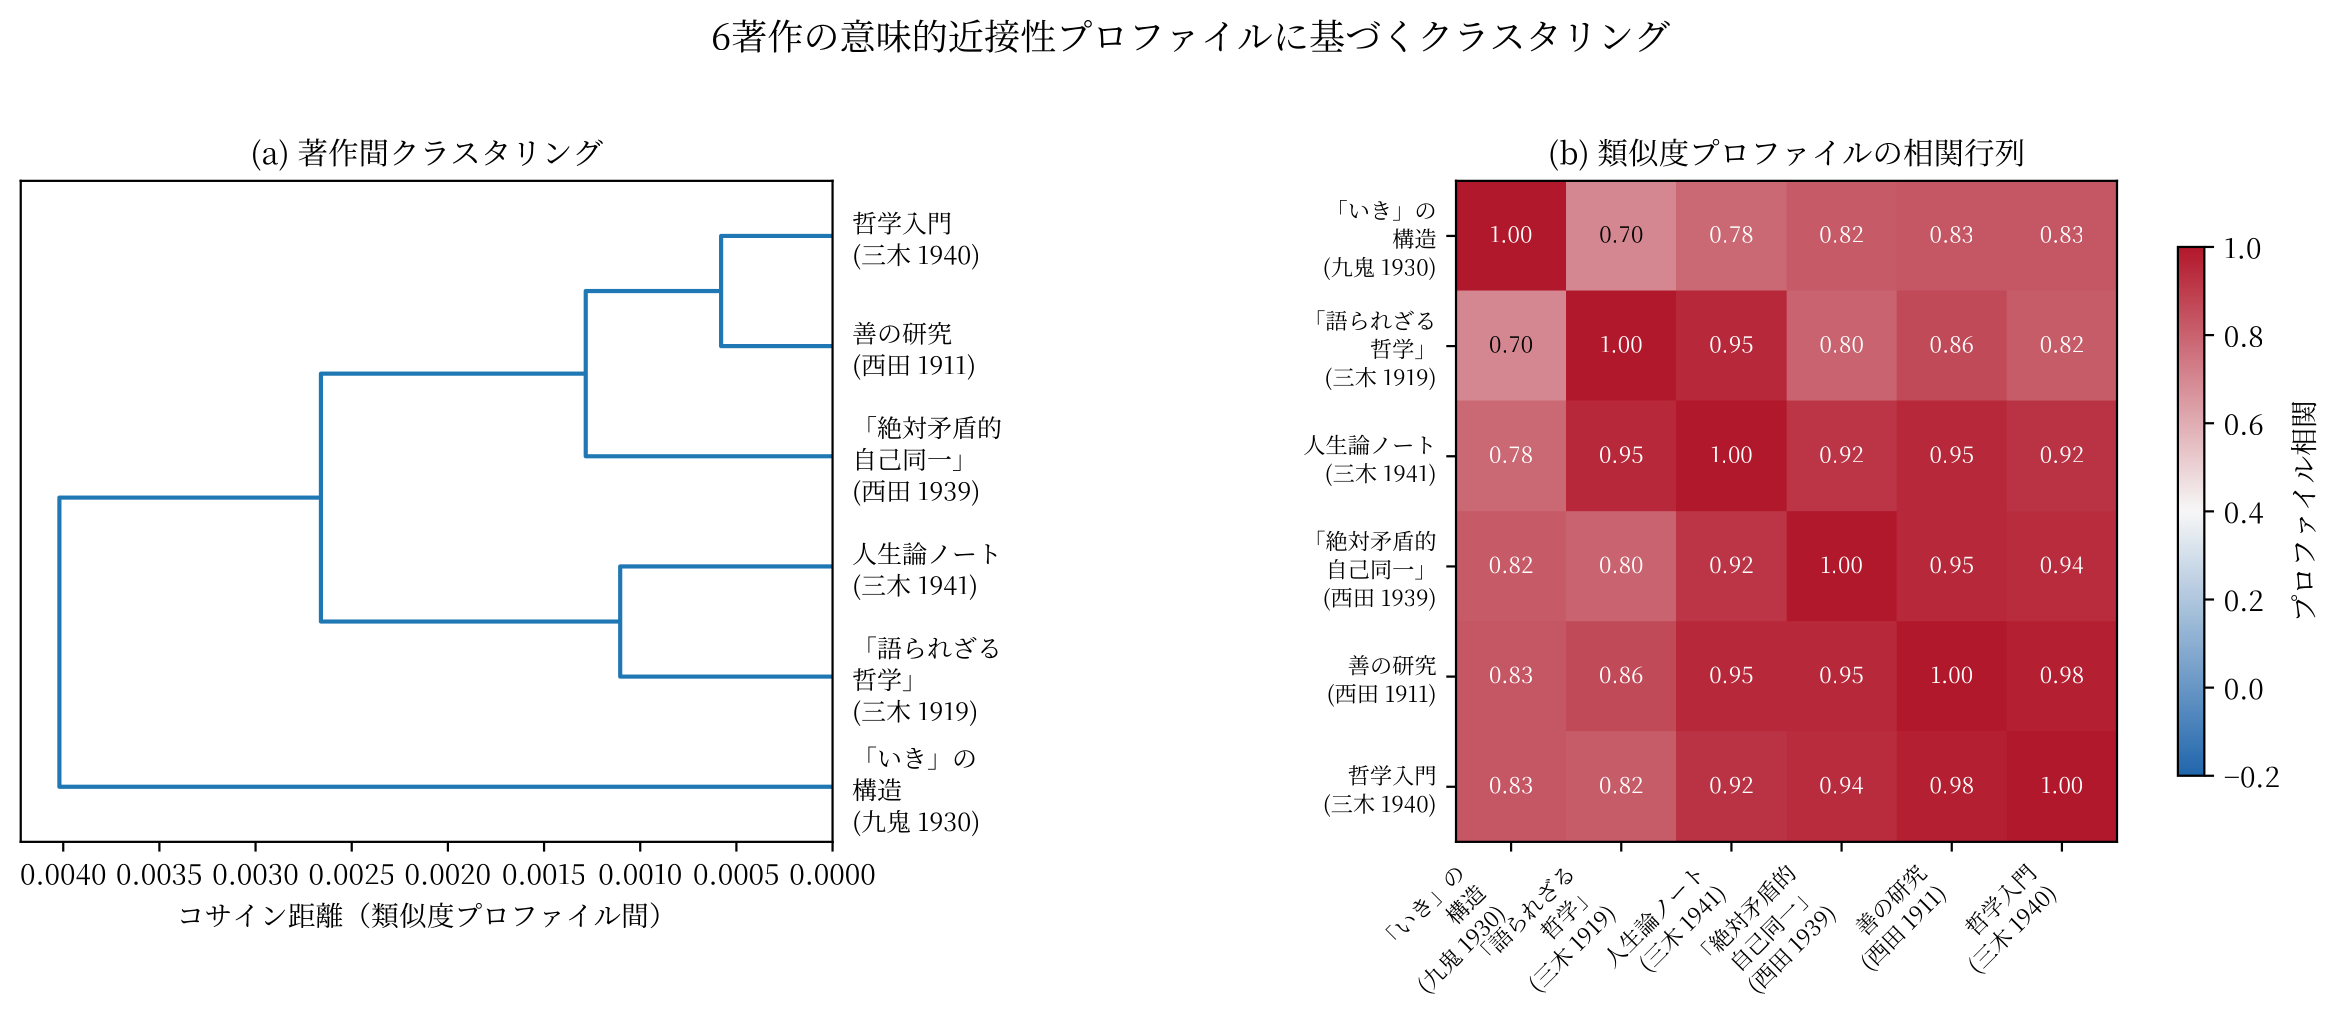 6著作の意味的近接性プロファイルに基づくクラスタリング
(a) 著作間クラスタリング
哲学入門
(三木 1940)
善の研究
(西田 1911)
「絶対矛盾的
自己同一」
(西田 1939)
人生論ノート
(三木 1941)
「語られざる
哲学」
(三木 1919)
「いき」の
構造
(九鬼 1930)
0.0040 0.0035 0.0030 0.0025 0.0020 0.0015 0.0010 0.0005 0.0000
コサイン距離（類似度プロファイル間）
(b) 類似度プロファイルの相関行列
「いき」の
構造
(九鬼 1930)
1.00 0.70 0.78 0.82 0.83 0.83
「語られざる
哲学」
(三木 1919)
0.70 1.00 0.95 0.80 0.86 0.82
人生論ノート
(三木 1941)
0.78 0.95 1.00 0.92 0.95 0.92
「絶対矛盾的
自己同一」
(西田 1939)
0.82 0.80 0.92 1.00 0.95 0.94
善の研究
(西田 1911)
0.83 0.86 0.95 0.95 1.00 0.98
哲学入門
(三木 1940)
0.83 0.82 0.92 0.94 0.98 1.00
「いき」の
構造
(九鬼 1930)
「語られざる
哲学」
(三木 1919)
人生論ノート
(三木 1941)
「絶対矛盾的
自己同一」
(西田 1939)
善の研究
(西田 1911)
哲学入門
(三木 1940)
1.0
0.8
0.6
0.4
0.2
0.0
−0.2
プロファイル相関